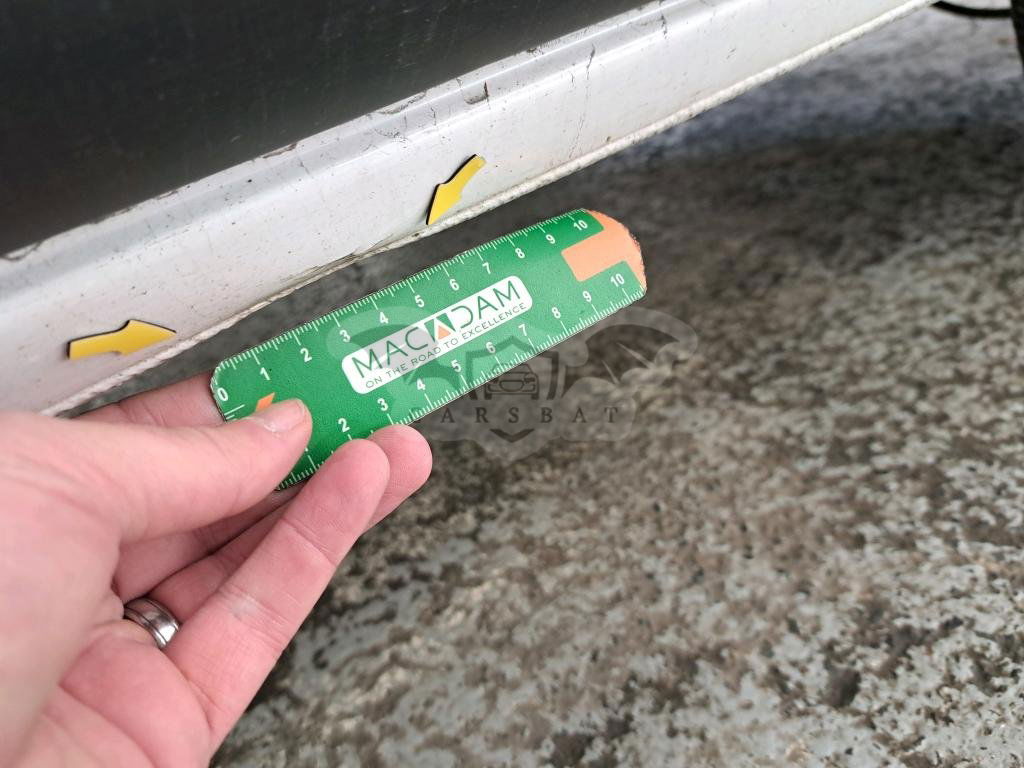 0 1 2 3 4 5 6 7 8 9 10
MACADAM
ON THE ROAD TO EXCELLENCE
2 3 4 5 6 7 8 9 10
CARSBAT